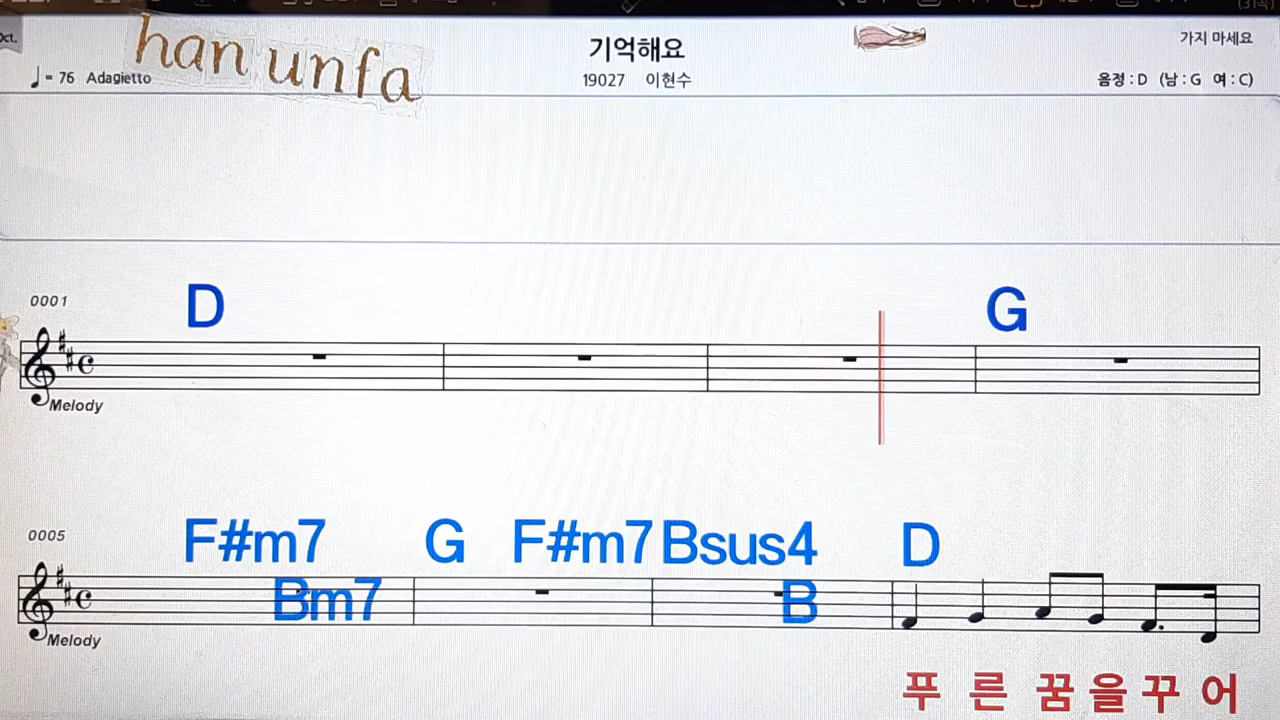 Oct.
han unfa
기억해요
가지 마세요
♩= 76 Adagietto
19027 이현수
음정 : D (남 : G 여 : C)
0001
D G
Melody
0005
F#m7 G F#m7 Bsus4 D
Bm7 B
Melody
푸 른 꿈 을 꾸 어